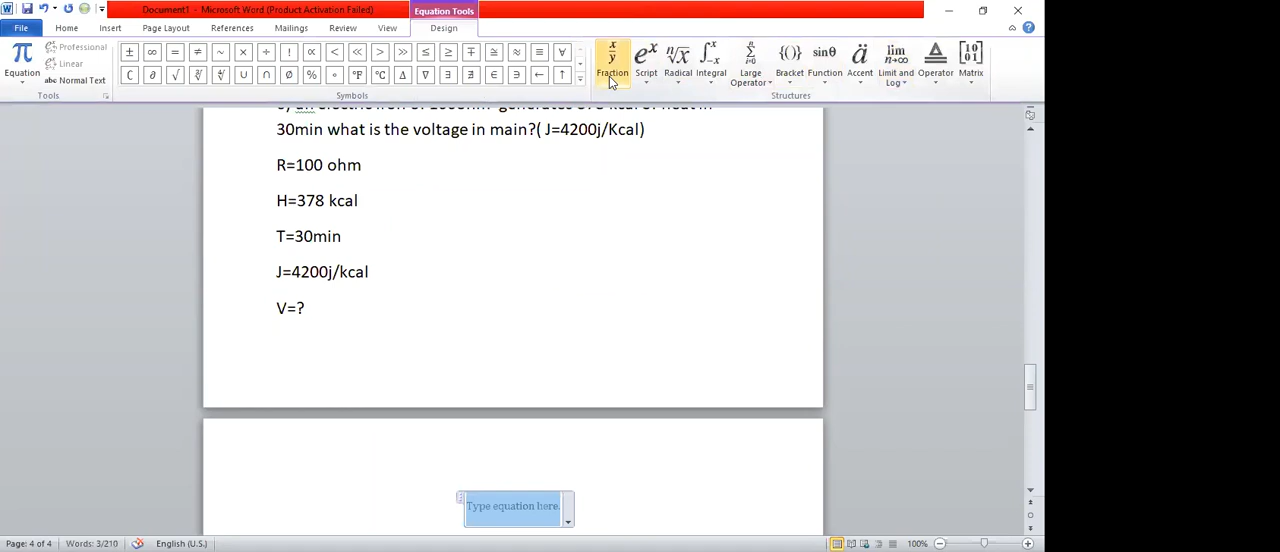 Document1 - Microsoft Word (Product Activation Failed)
Equation Tools
File Home Insert Page Layout References Mailings Review View Design
π Equation
Professional
Linear
abc Normal Text
Tools
± ∞ = ≠ ~ × ÷ ! ∝ < ≪ > ≫ ≤ ≥ ∓ ≅ ≈ ≡ ∀
∁ ∂ √ ∛ ∜ ∪ ∩ ∅ % ° °F °C ∆ ∇ ∃ ∄ ∈ ∋ ← ↑
Symbols
Fraction
Script
Radical
Integral
Large Operator
Bracket
Function
Accent
Limit and Log
Operator
Matrix
Structures
30min what is the voltage in main?( J=4200j/Kcal)
R=100 ohm
H=378 kcal
T=30min
J=4200j/kcal
V=?
Type equation here.
Page: 4 of 4 Words: 3/210 English (U.S.) 100%